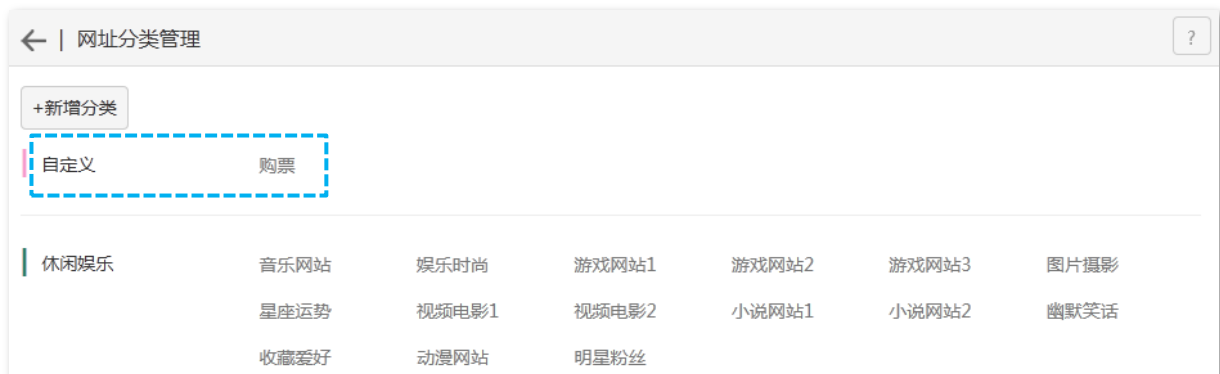 ← | 网址分类管理 ?
+新增分类
自定义 购票
休闲娱乐 音乐网站 娱乐时尚 游戏网站1 游戏网站2 游戏网站3 图片摄影
星座运势 视频电影1 视频电影2 小说网站1 小说网站2 幽默笑话
收藏爱好 动漫网站 明星粉丝